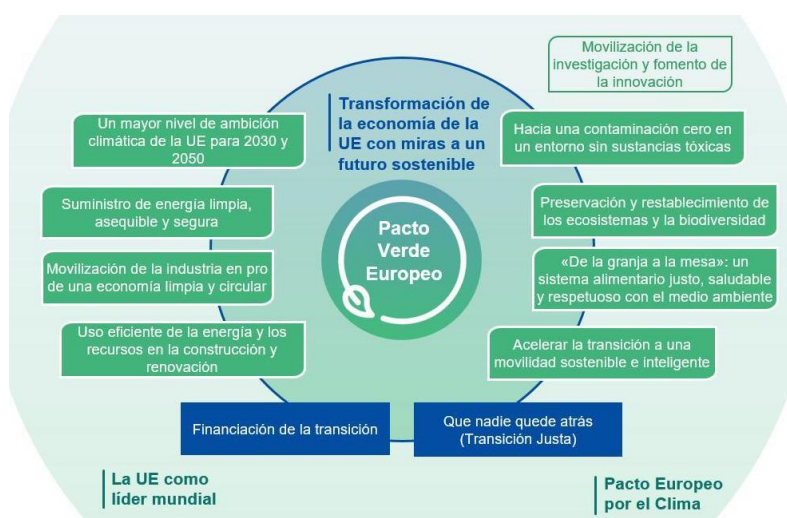 Movilización de la
investigación y fomento de
la innovación
Transformación de
la economía de la
UE con miras a un
futuro sostenible
Un mayor nivel de ambición
climática de la UE para 2030 y
2050
Hacia una contaminación cero en
un entorno sin sustancias tóxicas
Suministro de energía limpia,
asequible y segura
Preservación y restablecimiento de
los ecosistemas y la biodiversidad
Pacto
Verde
Europeo
Movilización de la industria en pro
de una economía limpia y circular
«De la granja a la mesa»: un
sistema alimentario justo, saludable
y respetuoso con el medio ambiente
Uso eficiente de la energía y los
recursos en la construcción y
renovación
Acelerar la transición a una
movilidad sostenible e inteligente
Financiación de la transición
Que nadie quede atrás
(Transición Justa)
La UE como
líder mundial
Pacto Europeo
por el Clima